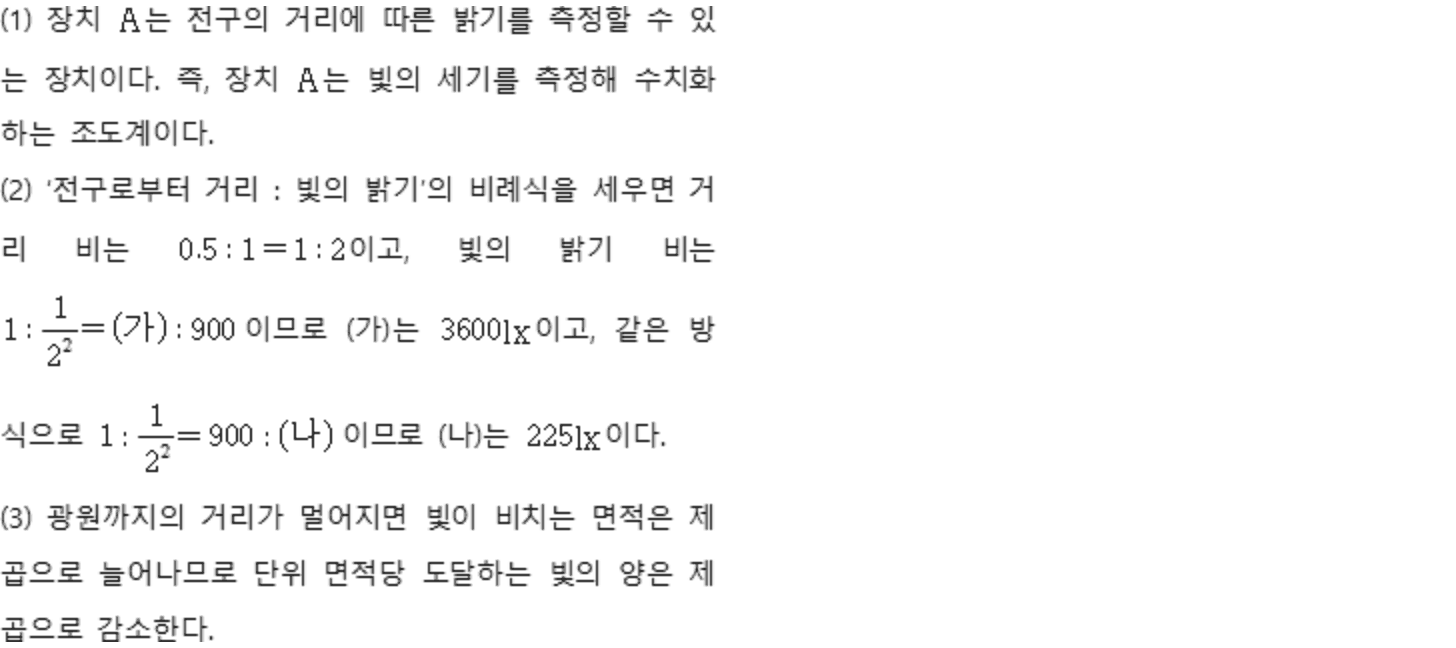 (1) 장치 A는 전구의 거리에 따른 밝기를 측정할 수 있
는 장치이다. 즉, 장치 A는 빛의 세기를 측정해 수치화
하는 조도계이다.
(2) ‘전구로부터 거리 : 빛의 밝기’의 비례식을 세우면 거
리 비는 0.5 : 1 = 1 : 2이고, 빛의 밝기 비는
1 : 1/2² = (가) : 900 이므로 (가)는 3600lx이고, 같은 방
식으로 1 : 1/2² = 900 : (나) 이므로 (나)는 225lx이다.
(3) 광원까지의 거리가 멀어지면 빛이 비치는 면적은 제
곱으로 늘어나므로 단위 면적당 도달하는 빛의 양은 제
곱으로 감소한다.